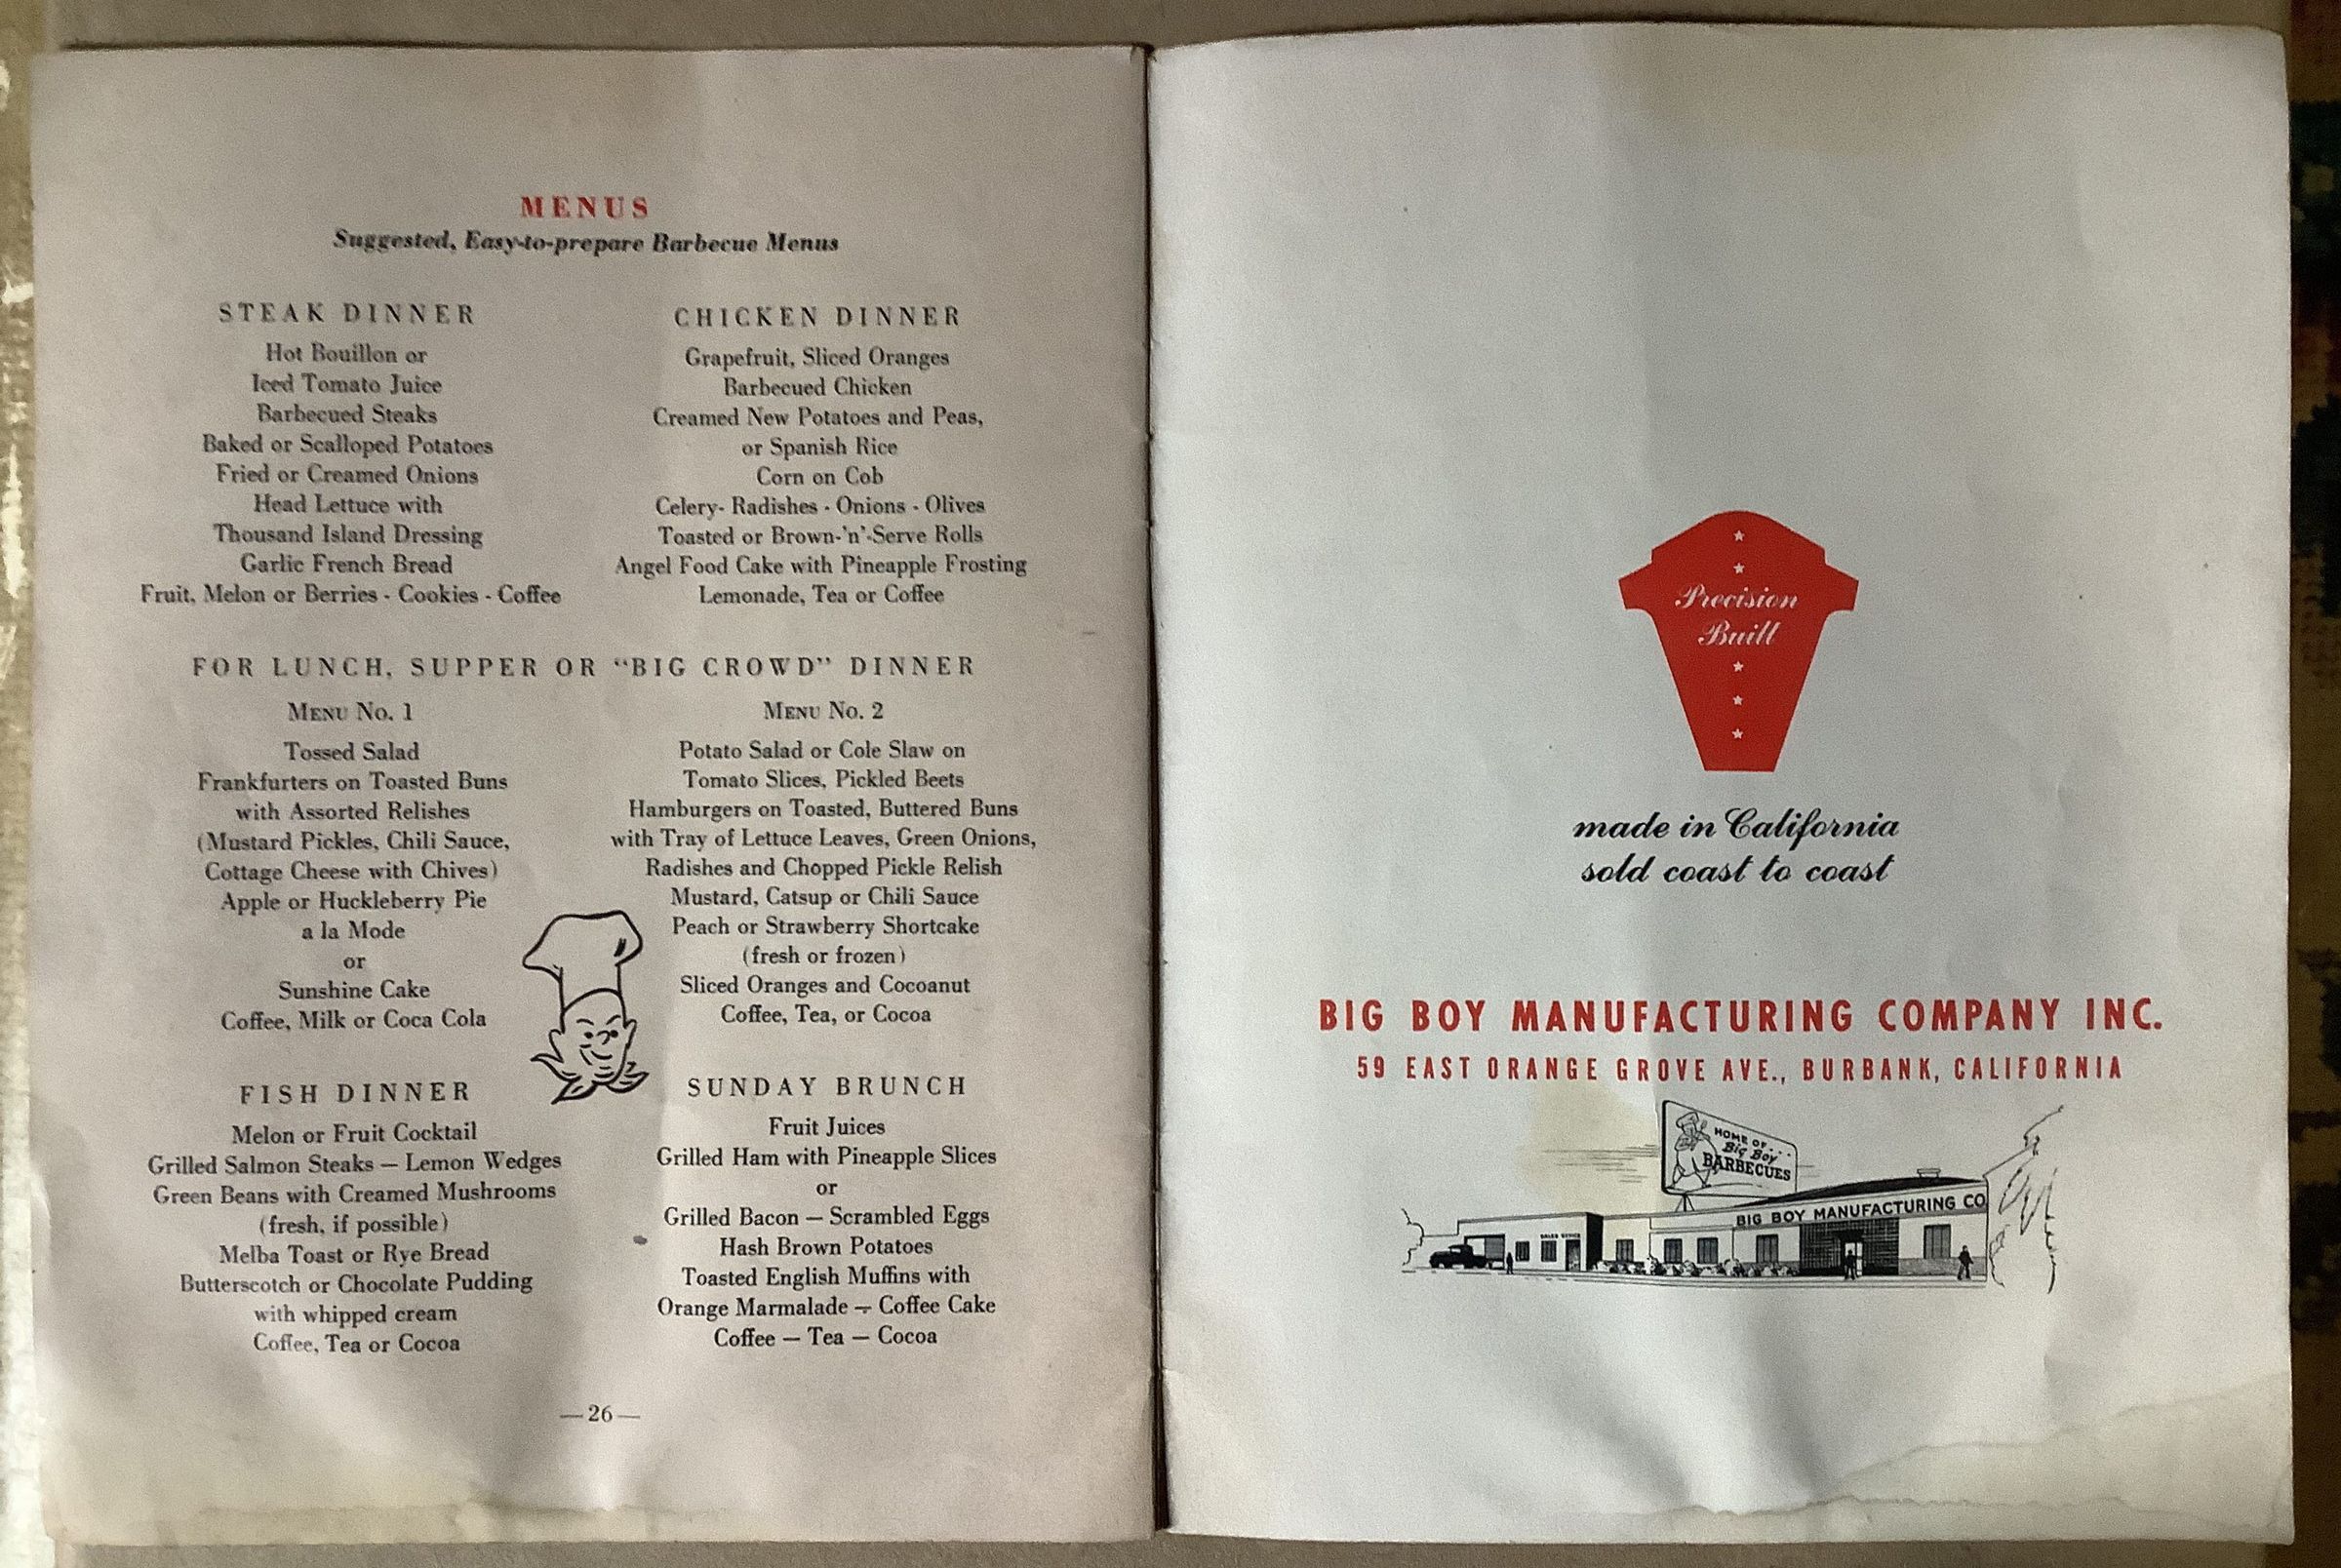 MENUS
Suggested, Easy-to-prepare Barbecue Menus
STEAK DINNER
Hot Bouillon or
Iced Tomato Juice
Barbecued Steaks
Baked or Scalloped Potatoes
Fried or Creamed Onions
Head Lettuce with
Thousand Island Dressing
Garlic French Bread
Fruit, Melon or Berries - Cookies - Coffee
CHICKEN DINNER
Grapefruit, Sliced Oranges
Barbecued Chicken
Creamed New Potatoes and Peas,
or Spanish Rice
Corn on Cob
Celery- Radishes - Onions - Olives
Toasted or Brown-'n'-Serve Rolls
Angel Food Cake with Pineapple Frosting
Lemonade, Tea or Coffee
FOR LUNCH, SUPPER OR “BIG CROWD” DINNER
MENU NO. 1
Tossed Salad
Frankfurters on Toasted Buns
with Assorted Relishes
(Mustard Pickles, Chili Sauce,
Cottage Cheese with Chives)
Apple or Huckleberry Pie
a la Mode
or
Sunshine Cake
Coffee, Milk or Coca Cola
MENU NO. 2
Potato Salad or Cole Slaw on
Tomato Slices, Pickled Beets
Hamburgers on Toasted, Buttered Buns
with Tray of Lettuce Leaves, Green Onions,
Radishes and Chopped Pickle Relish
Mustard, Catsup or Chili Sauce
Peach or Strawberry Shortcake
(fresh or frozen)
Sliced Oranges and Cocoanut
Coffee, Tea, or Cocoa
FISH DINNER
Melon or Fruit Cocktail
Grilled Salmon Steaks — Lemon Wedges
Green Beans with Creamed Mushrooms
(fresh, if possible)
Melba Toast or Rye Bread
Butterscotch or Chocolate Pudding
with whipped cream
Coffee, Tea or Cocoa
SUNDAY BRUNCH
Fruit Juices
Grilled Ham with Pineapple Slices
or
Grilled Bacon — Scrambled Eggs
Hash Brown Potatoes
Toasted English Muffins with
Orange Marmalade — Coffee Cake
Coffee — Tea — Cocoa
—26—
Precision
Built
made in California
sold coast to coast
BIG BOY MANUFACTURING COMPANY INC.
59 EAST ORANGE GROVE AVE., BURBANK, CALIFORNIA
HOME OF...
Big Boy
BARBECUES
BIG BOY MANUFACTURING CO